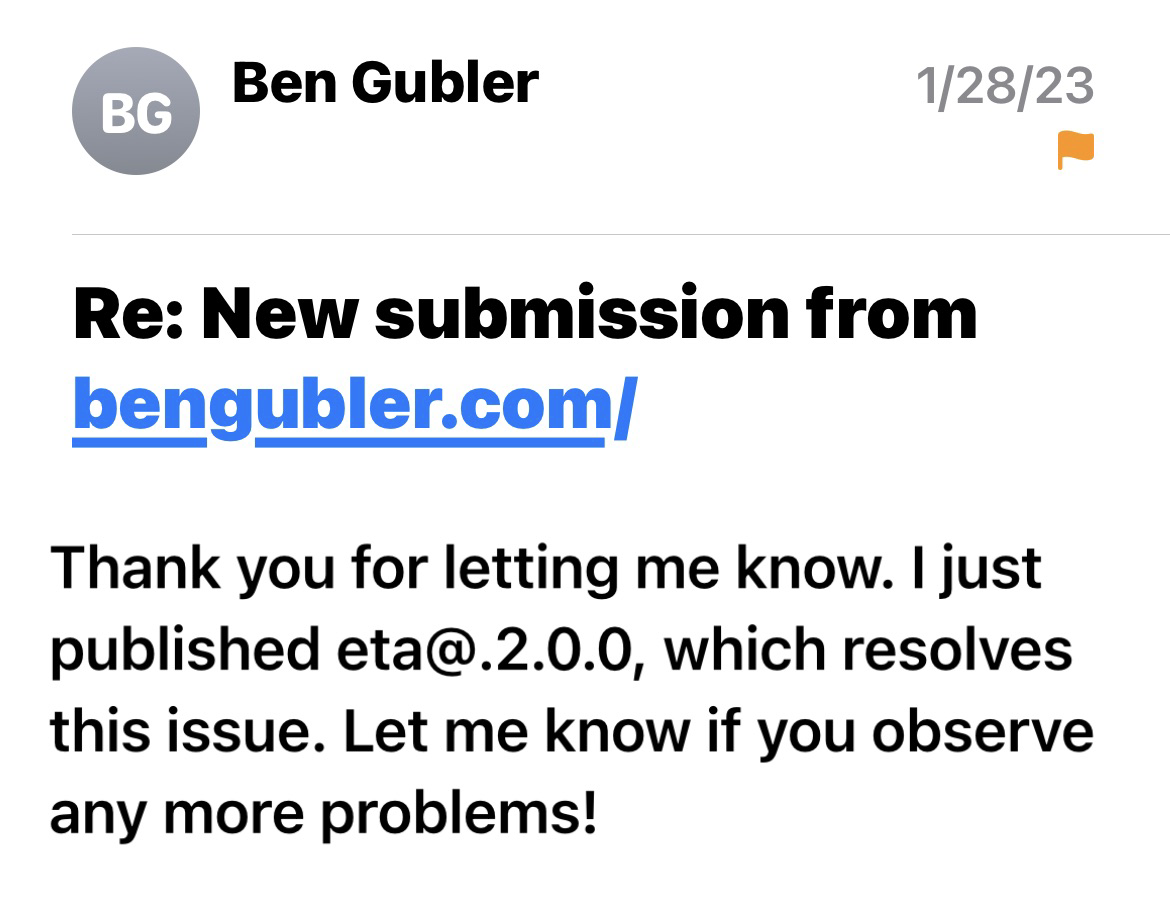 BG
Ben Gubler
1/28/23
Re: New submission from
bengubler.com/
Thank you for letting me know. I just
published eta@.2.0.0, which resolves
this issue. Let me know if you observe
any more problems!